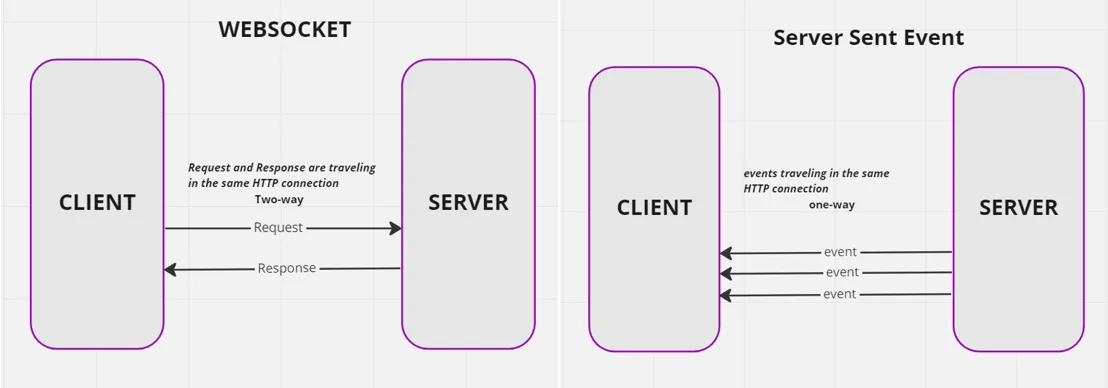 WEBSOCKET
Request and Response are traveling
in the same HTTP connection
Two-way
CLIENT
SERVER
Request
Response
Server Sent Event
events traveling in the same
HTTP connection
one-way
CLIENT
SERVER
event
event
event